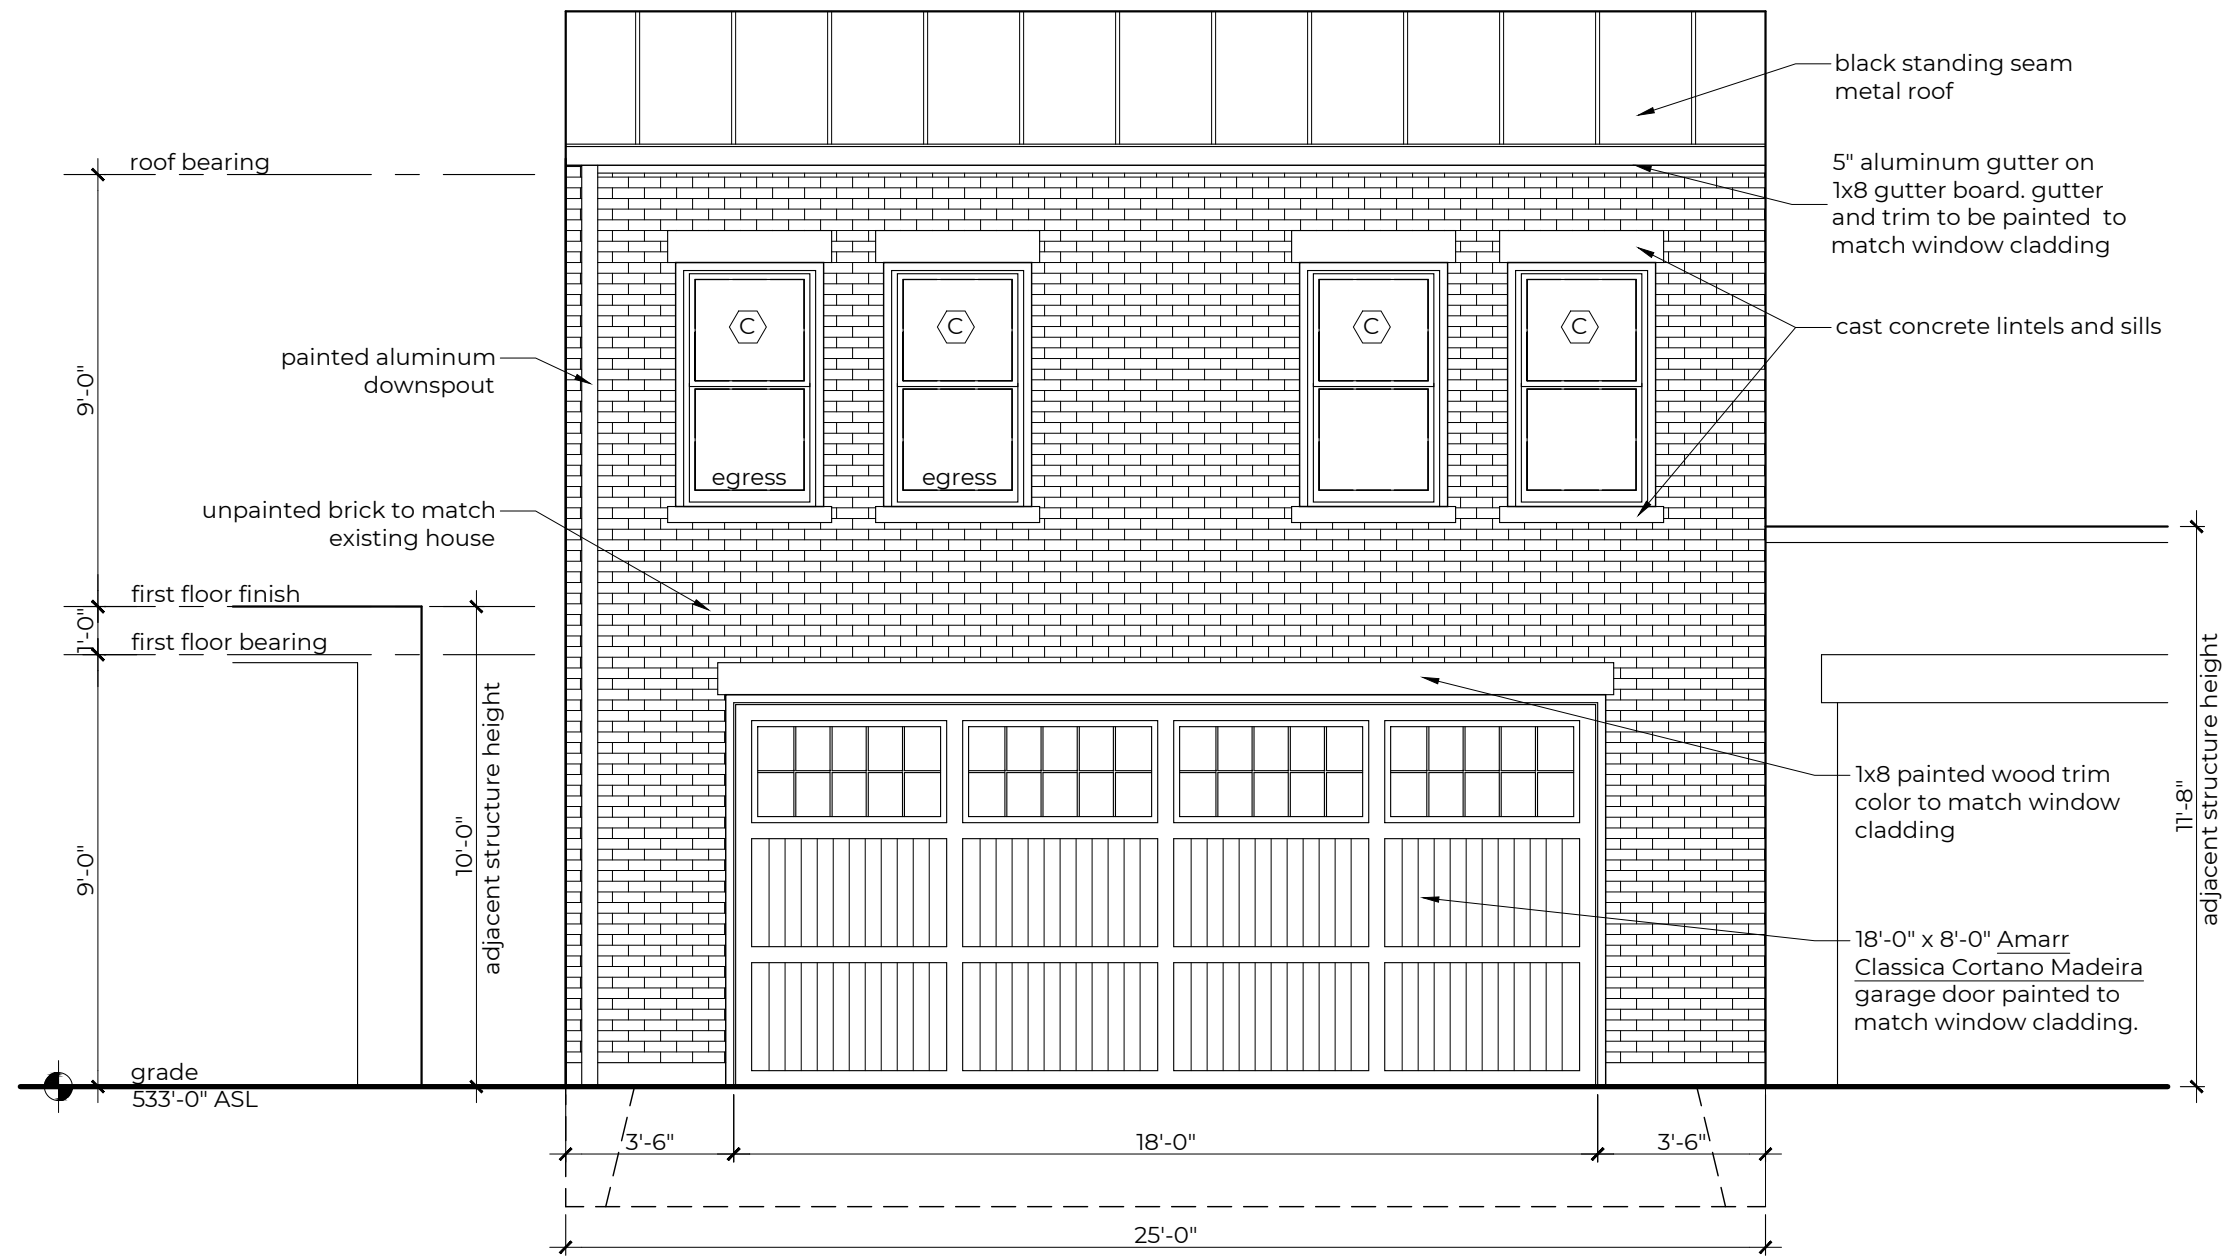 black standing seam
metal roof
roof bearing
5" aluminum gutter on
1x8 gutter board. gutter
and trim to be painted to
match window cladding
C
C
C
C
cast concrete lintels and sills
painted aluminum
downspout
9'-0"
egress
egress
unpainted brick to match
existing house
first floor finish
1'-0"
first floor bearing
adjacent structure height
10'-0"
adjacent structure height
11'-8"
1x8 painted wood trim
color to match window
cladding
9'-0"
18'-0" x 8'-0" Amarr
Classica Cortano Madeira
garage door painted to
match window cladding.
grade
533'-0" ASL
3'-6"
18'-0"
3'-6"
25'-0"